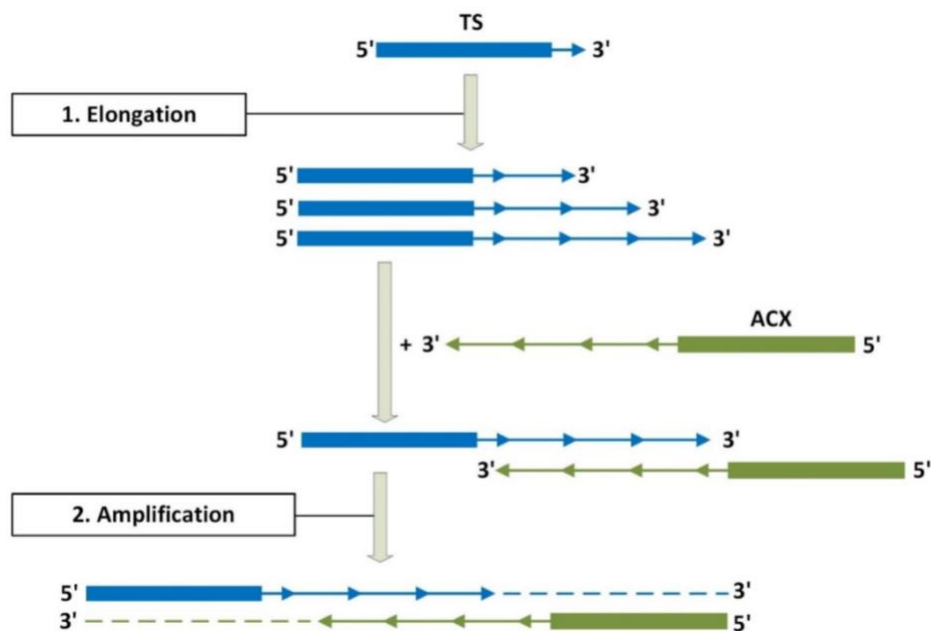 TS
5' 3'
1. Elongation
5' 3'
5' 3'
5' 3'
ACX
+ 3' 5'
5' 3'
3' 5'
2. Amplification
5' 3'
3' 5'